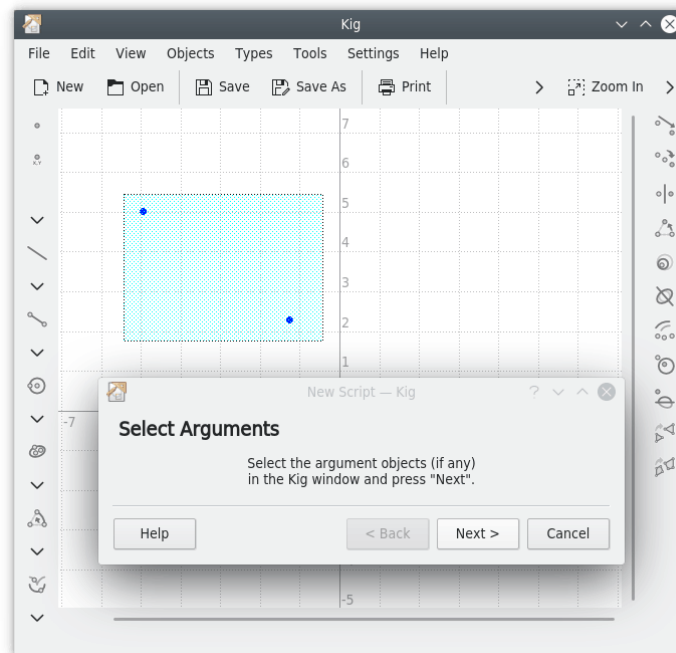 Kig
File Edit View Objects Types Tools Settings Help
New Open Save Save As Print Zoom In
7
6
5
4
3
2
1
-7
-5
New Script — Kig
Select Arguments
Select the argument objects (if any)
in the Kig window and press "Next".
Help < Back Next > Cancel